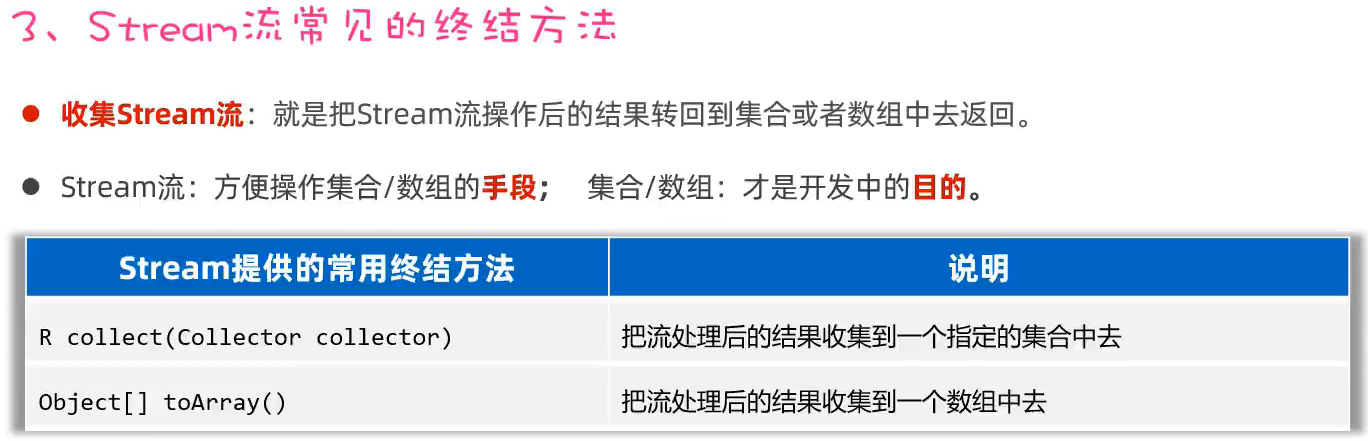 3、Stream流常见的终结方法
● 收集Stream流：就是把Stream流操作后的结果转回到集合或者数组中去返回。
● Stream流：方便操作集合/数组的手段； 集合/数组：才是开发中的目的。
Stream提供的常用终结方法 说明
R collect(Collector collector) 把流处理后的结果收集到一个指定的集合中去
Object[] toArray() 把流处理后的结果收集到一个数组中去